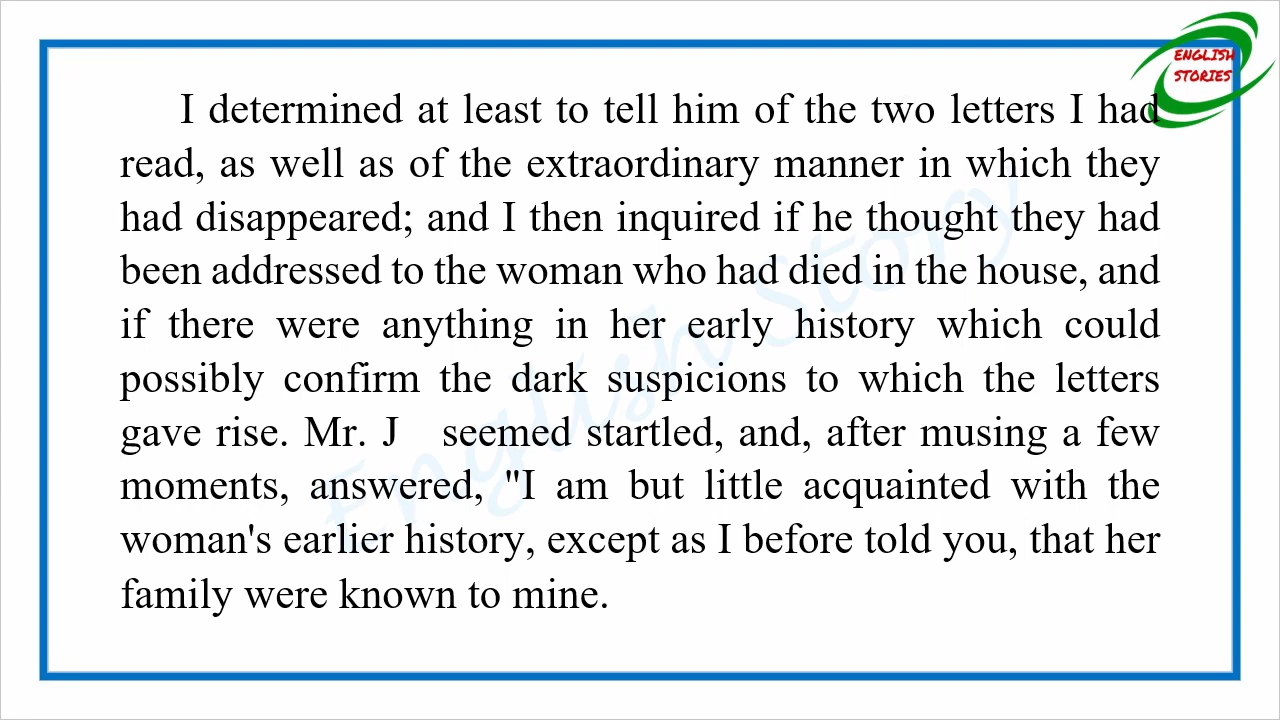 ENGLISH
STORIES
I determined at least to tell him of the two letters I had
read, as well as of the extraordinary manner in which they
had disappeared; and I then inquired if he thought they had
been addressed to the woman who had died in the house, and
if there were anything in her early history which could
possibly confirm the dark suspicions to which the letters
gave rise. Mr. J seemed startled, and, after musing a few
moments, answered, "I am but little acquainted with the
woman's earlier history, except as I before told you, that her
family were known to mine.
English Story